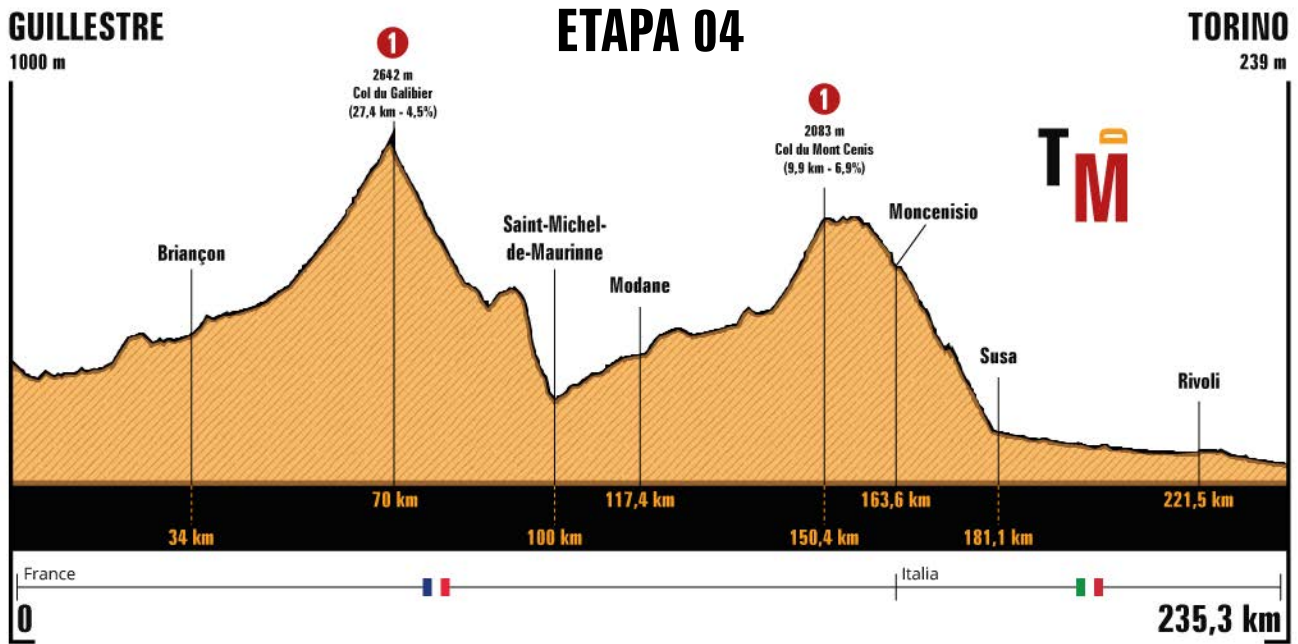 GUILLESTRE
1000 m
ETAPA 04
TORINO
239 m
1
2642 m
Col du Galibier
(27,4 km - 4,5%)
1
2083 m
Col du Mont Cenis
(9,9 km - 6,9%)
TMD
Briançon
Saint-Michel-
de-Maurinne
Modane
Moncenisio
Susa
Rivoli
70 km
117,4 km
163,6 km
221,5 km
34 km
100 km
150,4 km
181,1 km
France
Italia
0
235,3 km